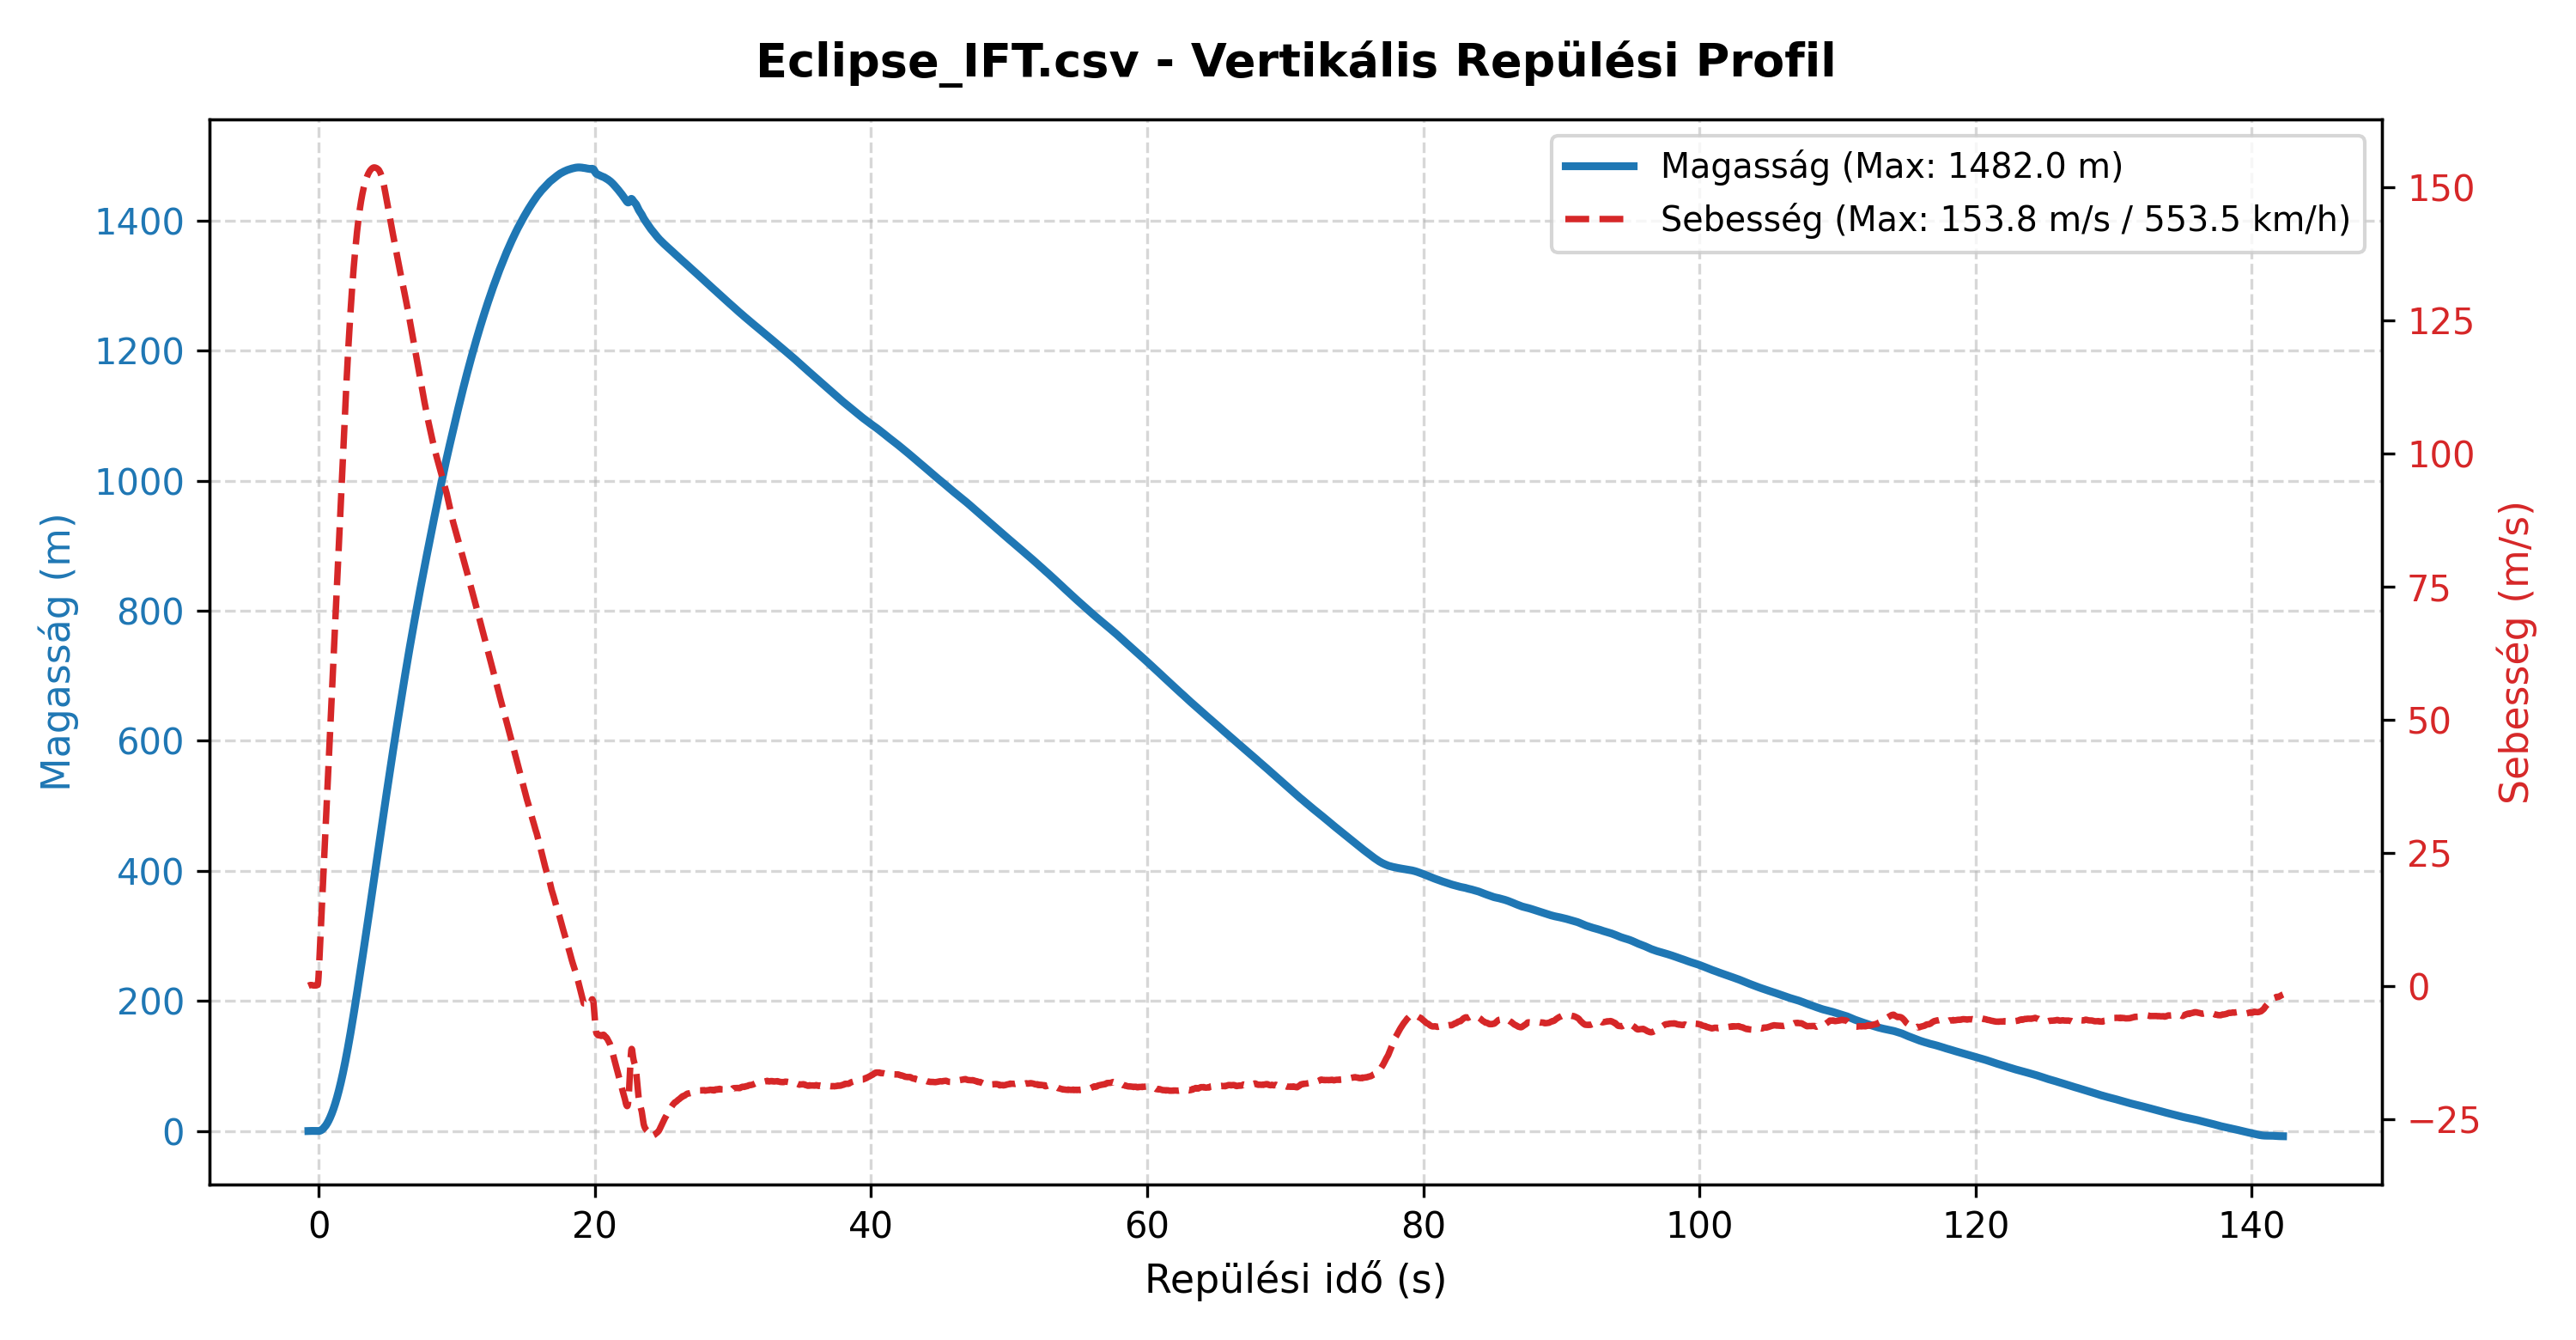 Eclipse_IFT.csv - Vertikális Repülési Profil
Magasság (Max: 1482.0 m)
Sebesség (Max: 153.8 m/s / 553.5 km/h)
Magasság (m)
1400
1200
1000
800
600
400
200
0
Sebesség (m/s)
150
125
100
75
50
25
0
−25
0 20 40 60 80 100 120 140
Repülési idő (s)